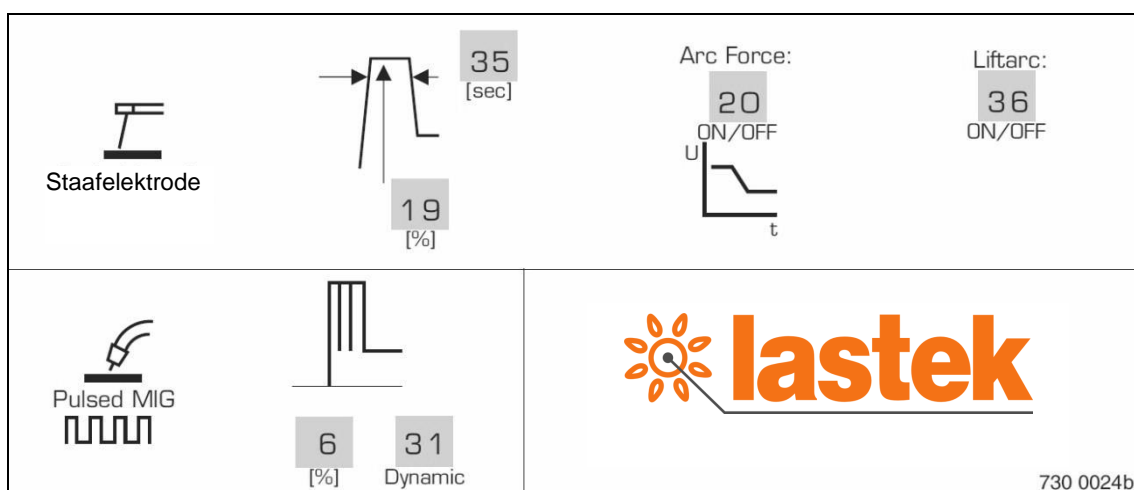 Staafelektrode
35
[sec]
19
[%]
Arc Force:
20
ON/OFF
U
t
Liftarc:
36
ON/OFF
Pulsed MIG
6
[%]
31
Dynamic
lastek
730 0024b